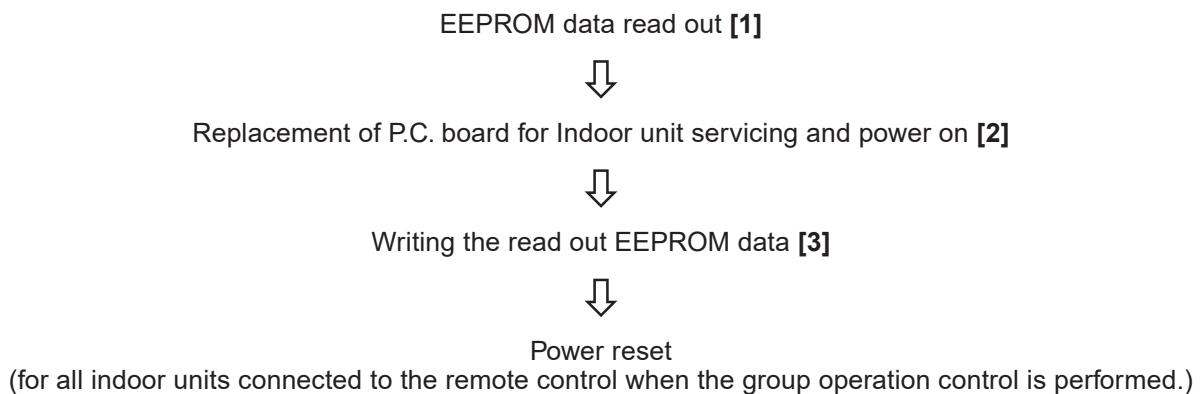 EEPROM data read out [1]
Replacement of P.C. board for Indoor unit servicing and power on [2]
Writing the read out EEPROM data [3]
Power reset
(for all indoor units connected to the remote control when the group operation control is performed.)